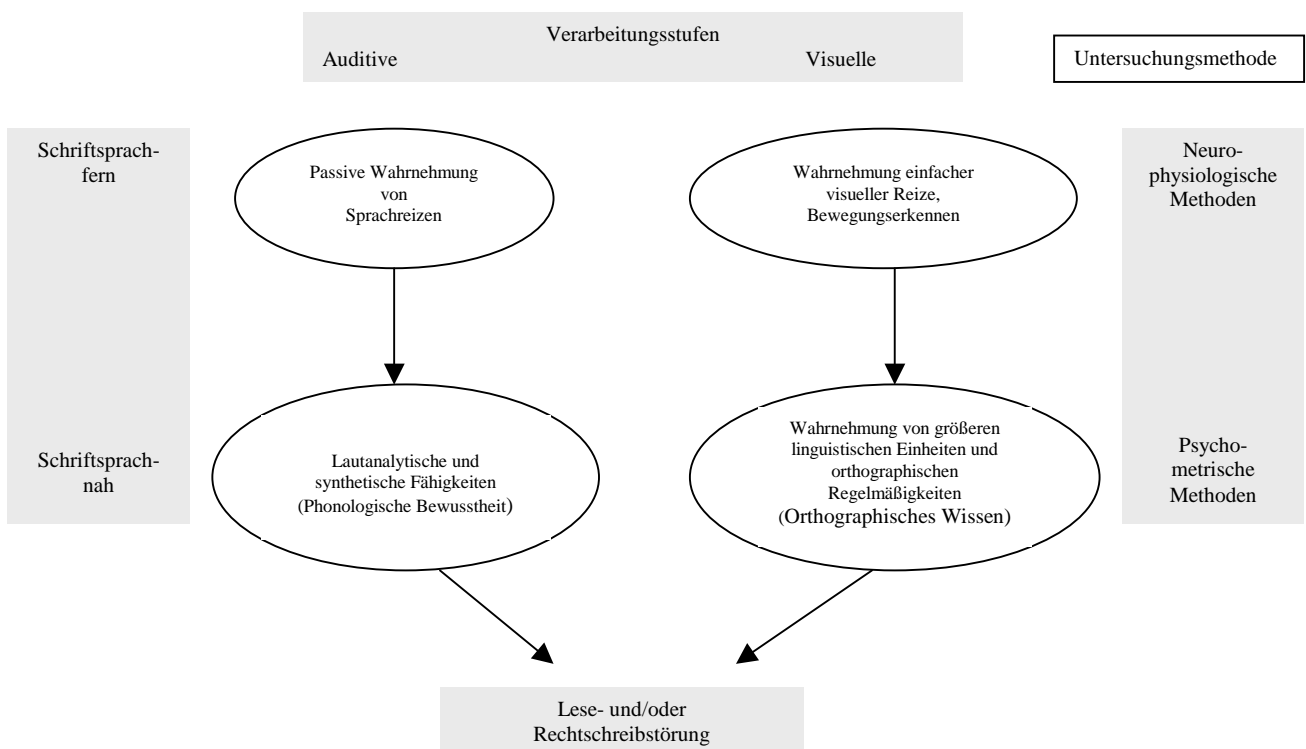 Verarbeitungsstufen
Auditive Visuelle
Untersuchungsmethode
Schriftsprach-
fern
Passive Wahrnehmung
von
Sprachreizen
Wahrnehmung einfacher
visueller Reize,
Bewegungserkennen
Neuro-
physiologische
Methoden
Schriftsprach-
nah
Lautanalytische und
synthetische Fähigkeiten
(Phonologische Bewusstheit)
Wahrnehmung von größeren
linguistischen Einheiten und
orthographischen
Regelmäßigkeiten
(Orthographisches Wissen)
Psycho-
metrische
Methoden
Lese- und/oder
Rechtschreibstörung